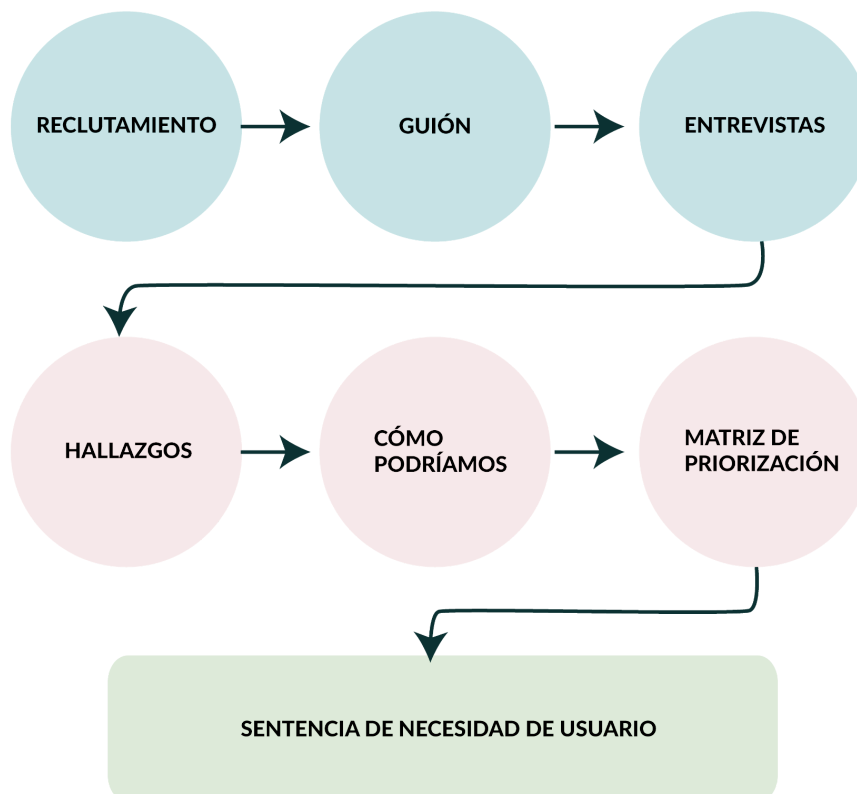 RECLUTAMIENTO
GUIÓN
ENTREVISTAS
HALLAZGOS
CÓMO
PODRÍAMOS
MATRIZ DE
PRIORIZACIÓN
SENTENCIA DE NECESIDAD DE USUARIO